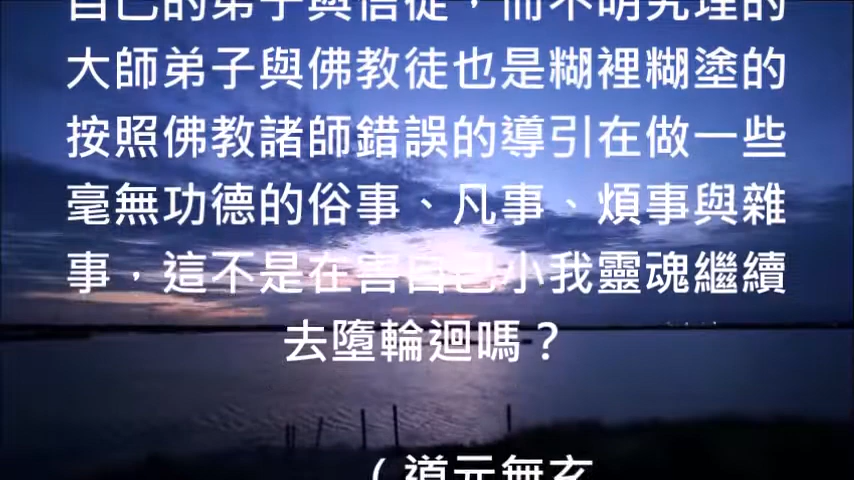 自己的弟子與信徒，而不明究理的
大師弟子與佛教徒也是糊裡糊塗的
按照佛教諸師錯誤的導引在做一些
毫無功德的俗事、凡事、煩事與雜
事，這不是在害自己小我靈魂繼續
去墮輪迴嗎？
（道元無玄